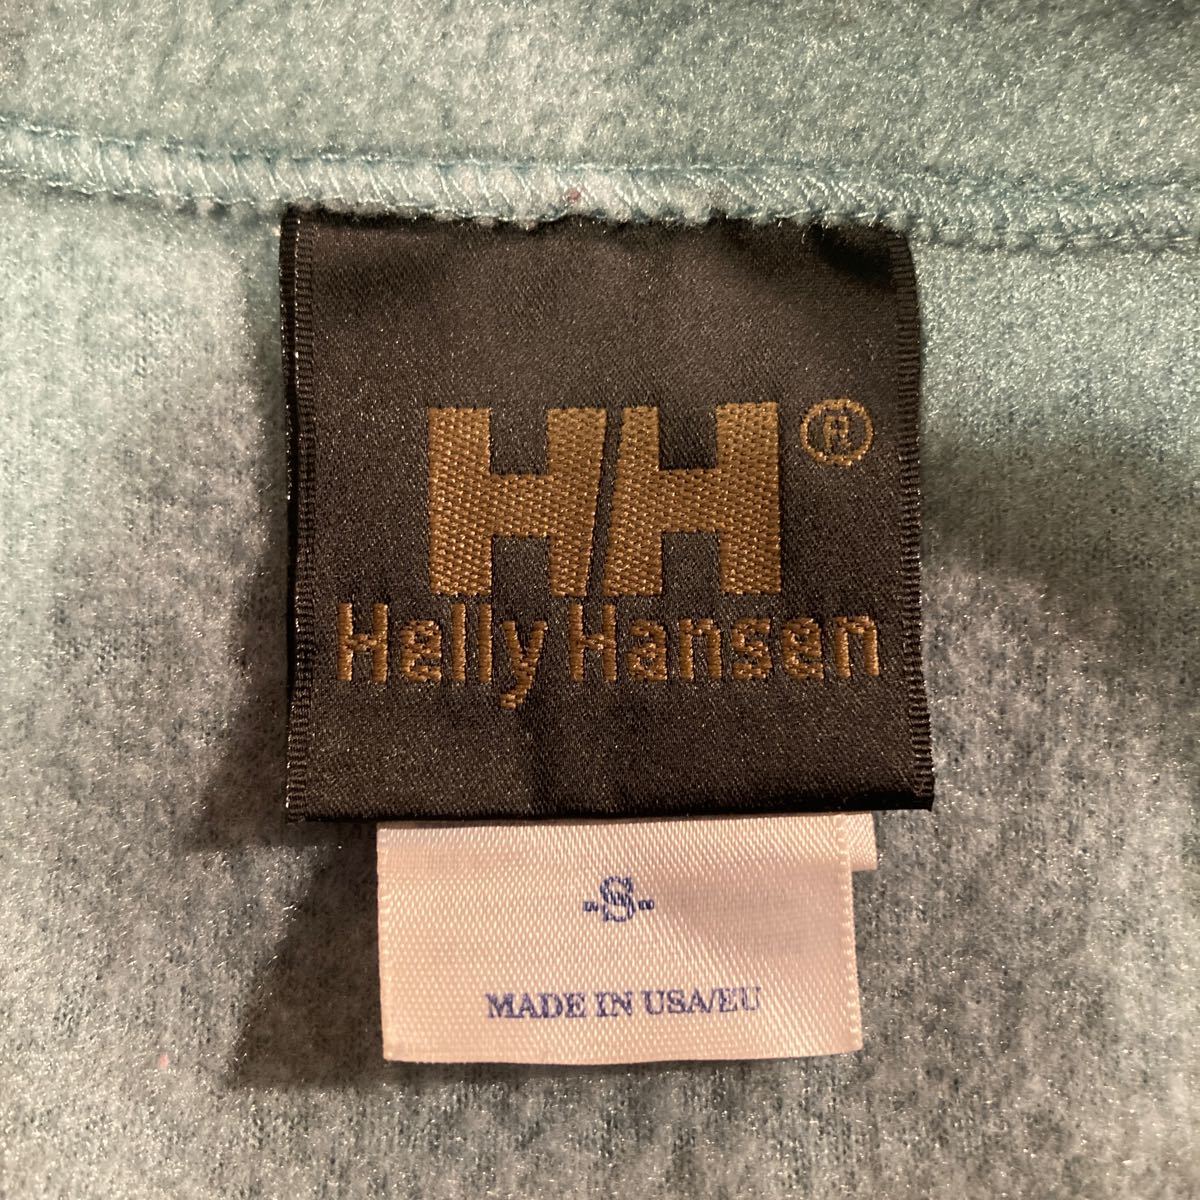 HH®
Helly Hansen
-S-
MADE IN USA/EU